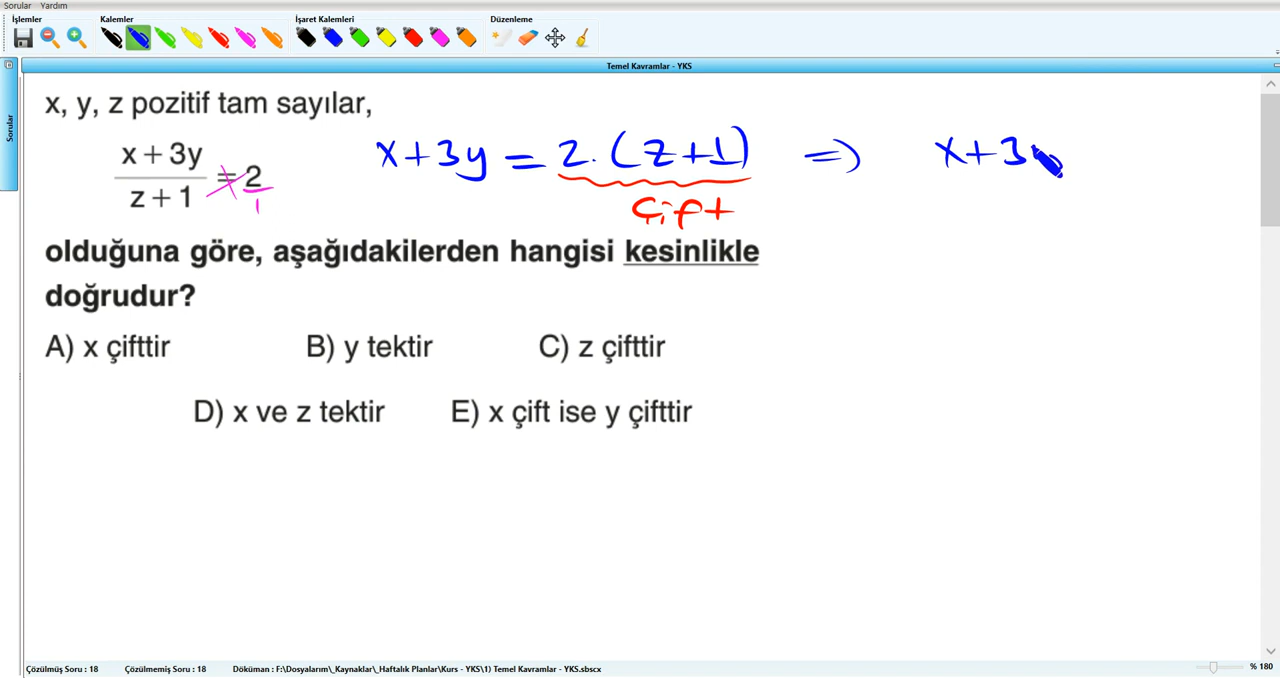 Sorular Yardım
İşlemler Kalemler İşaret Kalemleri Düzenleme
Temel Kavramlar - YKS
Sorular
x, y, z pozitif tam sayılar,
x + 3y
z + 1
= 2
1
x+3y = 2.(z+1) => x+3
çift
olduğuna göre, aşağıdakilerden hangisi kesinlikle
doğrudur?
A) x çifttir B) y tektir C) z çifttir
D) x ve z tektir E) x çift ise y çifttir
Çözülmüş Soru : 18 Çözülmemiş Soru : 18 Döküman : F:\Dosyalarım\_Kaynaklar\_Haftalık Planlar\Kurs - YKS\1) Temel Kavramlar - YKS.sbscx % 180